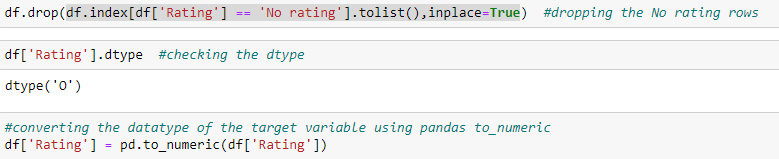 df.drop(df.index[df['Rating'] == 'No rating'].tolist(),inplace=True)  #dropping the No rating rows
df['Rating'].dtype  #checking the dtype
dtype('O')
#converting the datatype of the target variable using pandas to_numeric
df['Rating'] = pd.to_numeric(df['Rating'])